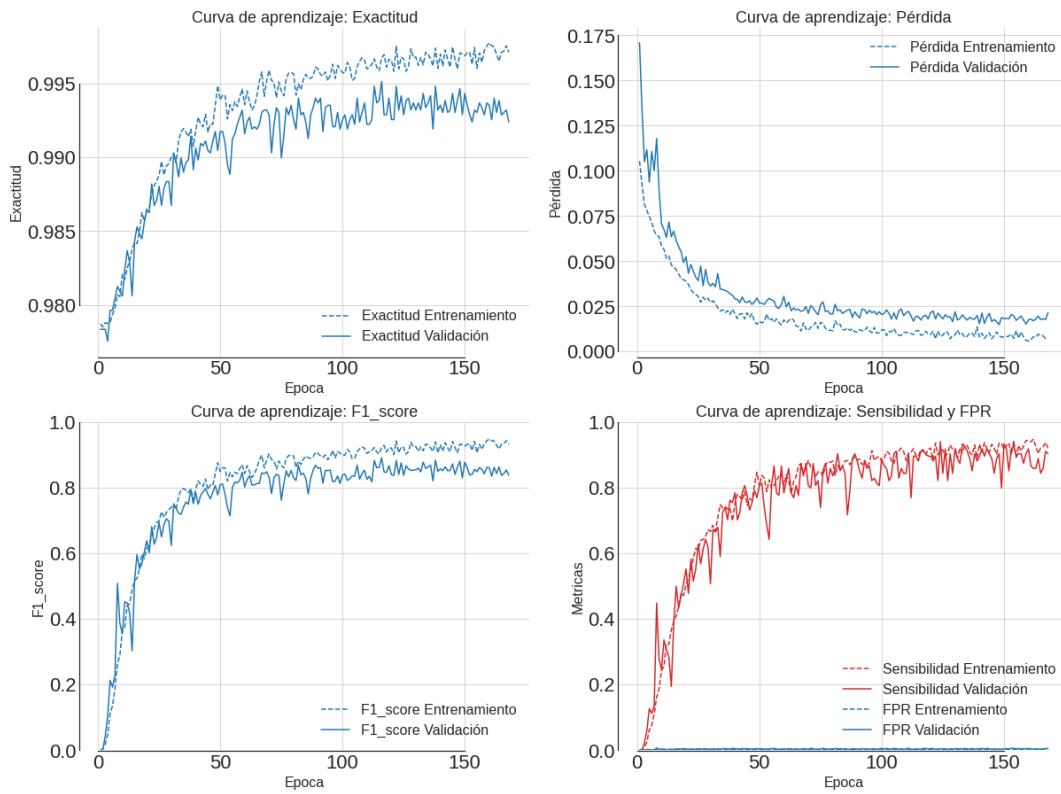 Curva de aprendizaje: Exactitud
0.995
0.990
0.985
0.980
Exactitud
Exactitud Entrenamiento
Exactitud Validación
0
50
100
150
Epoca
Curva de aprendizaje: Pérdida
0.175
0.150
0.125
0.100
0.075
0.050
0.025
0.000
Pérdida
Pérdida Entrenamiento
Pérdida Validación
0
50
100
150
Epoca
Curva de aprendizaje: F1_score
1.0
0.8
0.6
0.4
0.2
0.0
F1_score
F1_score Entrenamiento
F1_score Validación
0
50
100
150
Epoca
Curva de aprendizaje: Sensibilidad y FPR
1.0
0.8
0.6
0.4
0.2
0.0
Metricas
Sensibilidad Entrenamiento
Sensibilidad Validación
FPR Entrenamiento
FPR Validación
0
50
100
150
Epoca